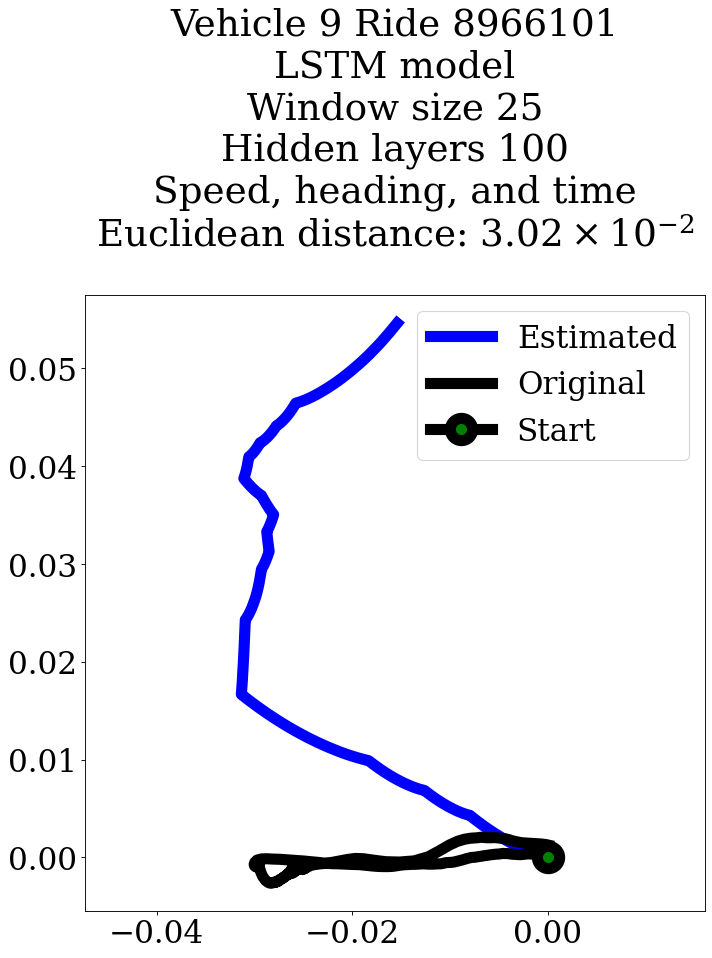 Vehicle 9 Ride 8966101
LSTM model
Window size 25
Hidden layers 100
Speed, heading, and time
Euclidean distance: 3.02 × 10⁻²
Estimated
Original
Start
0.05
0.04
0.03
0.02
0.01
0.00
−0.04 −0.02 0.00